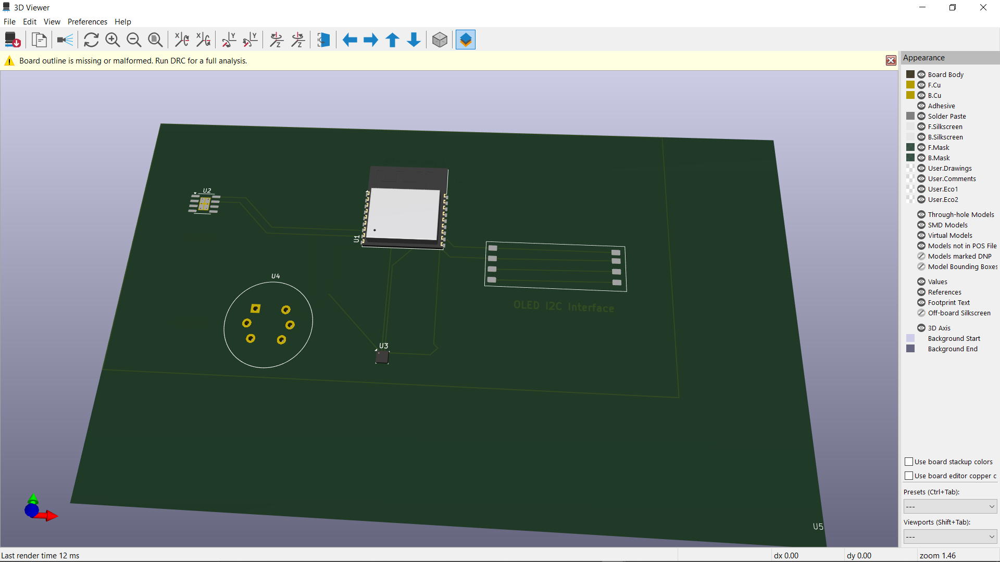 3D Viewer
File Edit View Preferences Help
Board outline is missing or malformed. Run DRC for a full analysis.
Appearance
Board Body
F.Cu
B.Cu
Adhesive
Solder Paste
F.Silkscreen
B.Silkscreen
F.Mask
B.Mask
User.Drawings
User.Comments
User.Eco1
User.Eco2
Through-hole Models
SMD Models
Virtual Models
Models not in POS File
Models marked DNP
Model Bounding Boxes
Values
References
Footprint Text
Off-board Silkscreen
3D Axis
Background Start
Background End
Use board stackup colors
Use board editor copper c
Presets (Ctrl+Tab):
---
Viewports (Shift+Tab):
---
U2
U1
U4
OLED I2C Interface
U3
U5
Last render time 12 ms
dx 0.00
dy 0.00
zoom 1.46